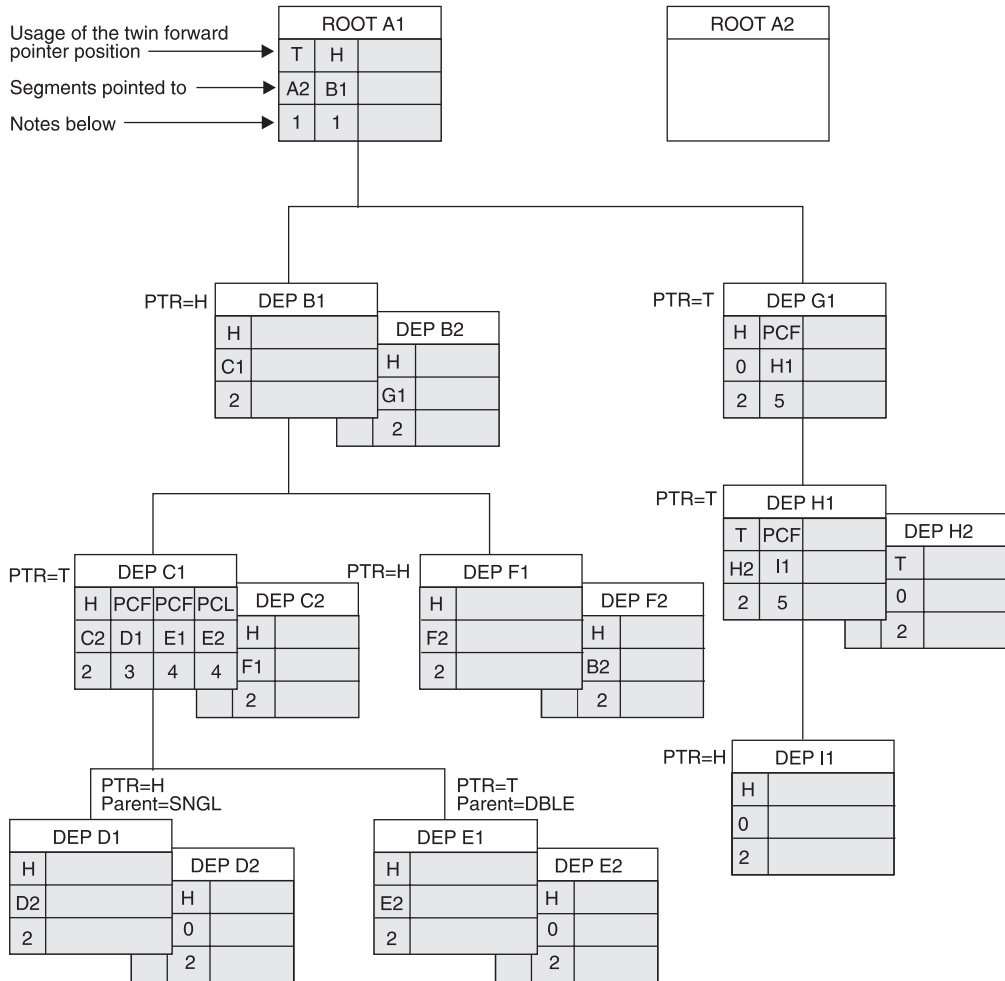 ROOT A1
ROOT A2
Usage of the twin forward
pointer position
T H
Segments pointed to
A2 B1
Notes below
1 1
PTR=H
DEP B1
H
C1
2
DEP B2
H
G1
2
PTR=T
DEP G1
H PCF
0 H1
2 5
PTR=T
DEP H1
T PCF
H2 I1
2 5
DEP H2
T
0
2
PTR=T
DEP C1
H PCF PCF PCL
C2 D1 E1 E2
2 3 4 4
DEP C2
H
F1
2
PTR=H
DEP F1
H
F2
2
DEP F2
H
B2
2
PTR=H
DEP I1
H
0
2
PTR=H
Parent=SNGL
DEP D1
H
D2
2
DEP D2
H
0
2
PTR=T
Parent=DBLE
DEP E1
H
E2
2
DEP E2
H
0
2